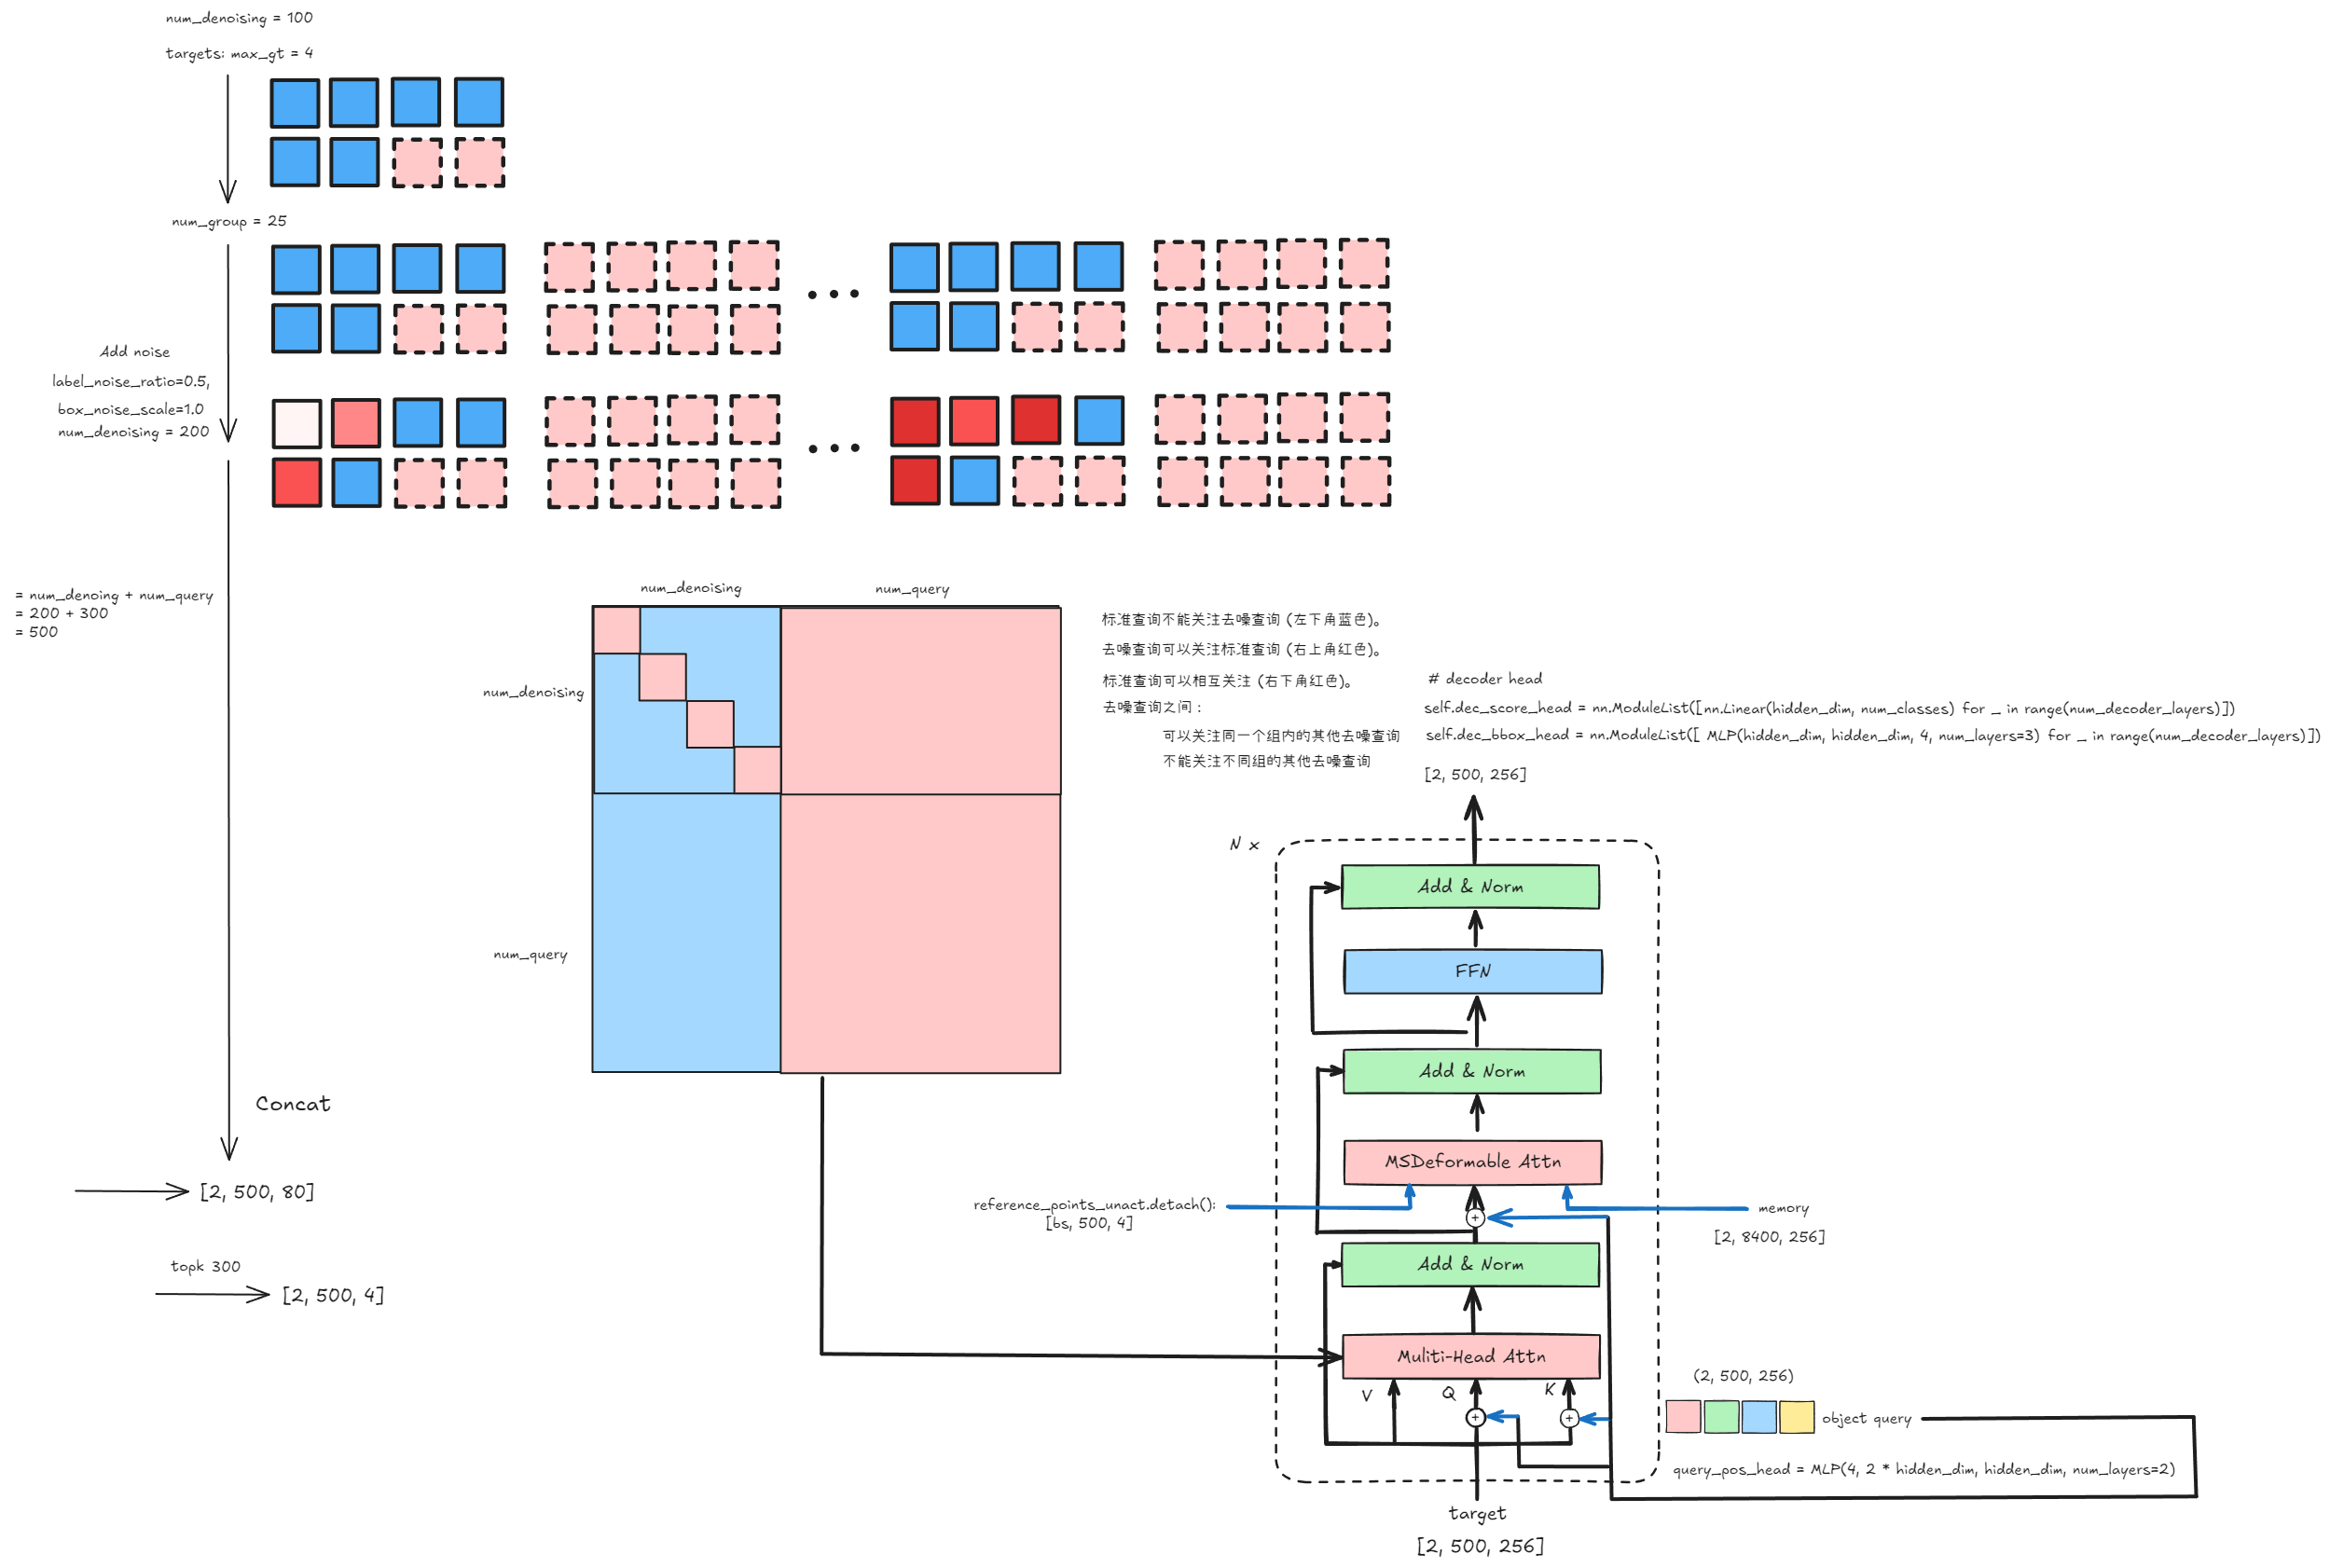 num_denoising = 100
targets: max_gt = 4
num_group = 25
Add noise
label_noise_ratio=0.5,
box_noise_scale=1.0
num_denoising = 200
= num_denoing + num_query
= 200 + 300
= 500
num_denoising
num_query
num_denoising
num_query
标准查询不能关注去噪查询 (左下角蓝色)。
去噪查询可以关注标准查询 (右上角红色)。
标准查询可以相互关注 (右下角红色)。
去噪查询之间：
可以关注同一个组内的其他去噪查询
不能关注不同组的其他去噪查询
# decoder head
self.dec_score_head = nn.ModuleList([nn.Linear(hidden_dim, num_classes) for _ in range(num_decoder_layers)])
self.dec_bbox_head = nn.ModuleList([ MLP(hidden_dim, hidden_dim, 4, num_layers=3) for _ in range(num_decoder_layers)])
[2, 500, 256]
N x
Add & Norm
FFN
Add & Norm
MSDeformable Attn
reference_points_unact.detach():
[bs, 500, 4]
+
memory
[2, 8400, 256]
Add & Norm
Muliti-Head Attn
V
Q
K
+
+
(2, 500, 256)
object query
query_pos_head = MLP(4, 2 * hidden_dim, hidden_dim, num_layers=2)
target
[2, 500, 256]
Concat
[2, 500, 80]
topk 300
[2, 500, 4]